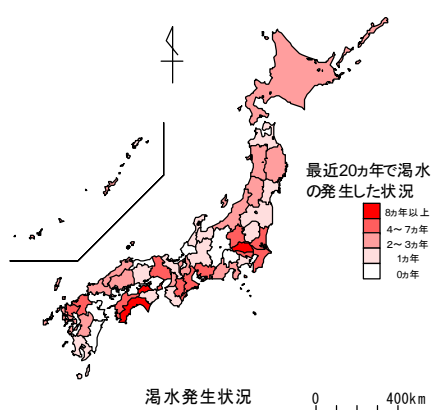 最近20ヵ年で渇水
の発生した状況
8ヵ年以上
4～7ヵ年
2～3ヵ年
1ヵ年
0ヵ年
渇水発生状況
0 400km